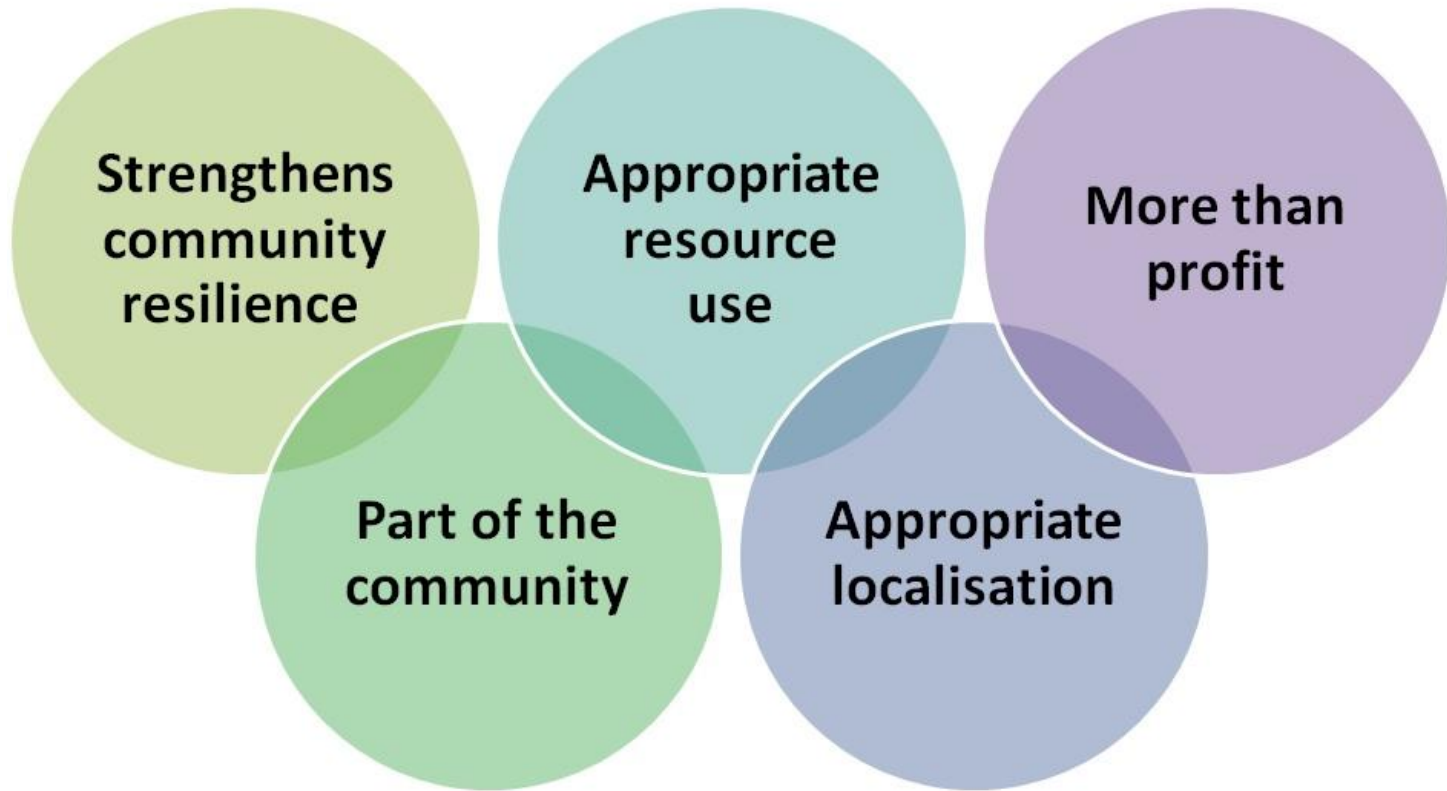 Strengthens
community
resilience
Appropriate
resource
use
More than
profit
Part of the
community
Appropriate
localisation